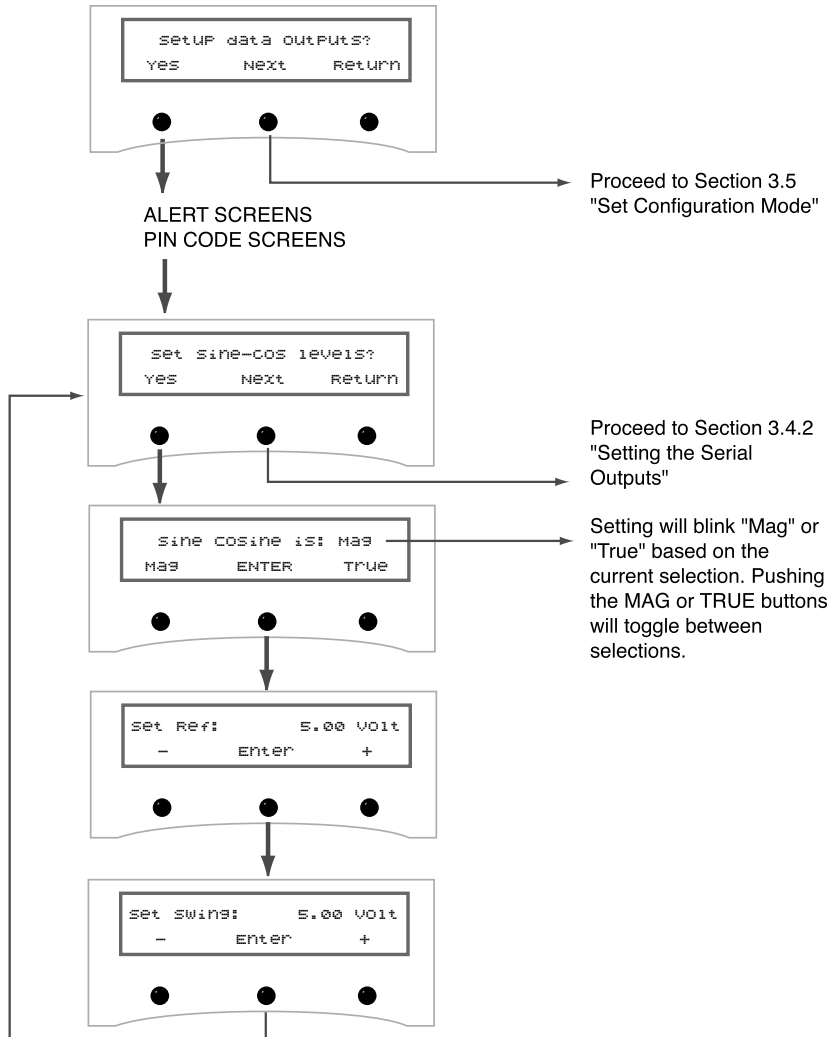 Setup data outputs?
Yes Next Return
Proceed to Section 3.5
"Set Configuration Mode"
ALERT SCREENS
PIN CODE SCREENS
Set Sine-Cos levels?
Yes Next Return
Proceed to Section 3.4.2
"Setting the Serial
Outputs"
Sine Cosine is: Mag
Mag ENTER True
Setting will blink "Mag" or
"True" based on the
current selection. Pushing
the MAG or TRUE buttons
will toggle between
selections.
Set Ref: 5.00 Volt
- Enter +
Set Swing: 5.00 Volt
- Enter +